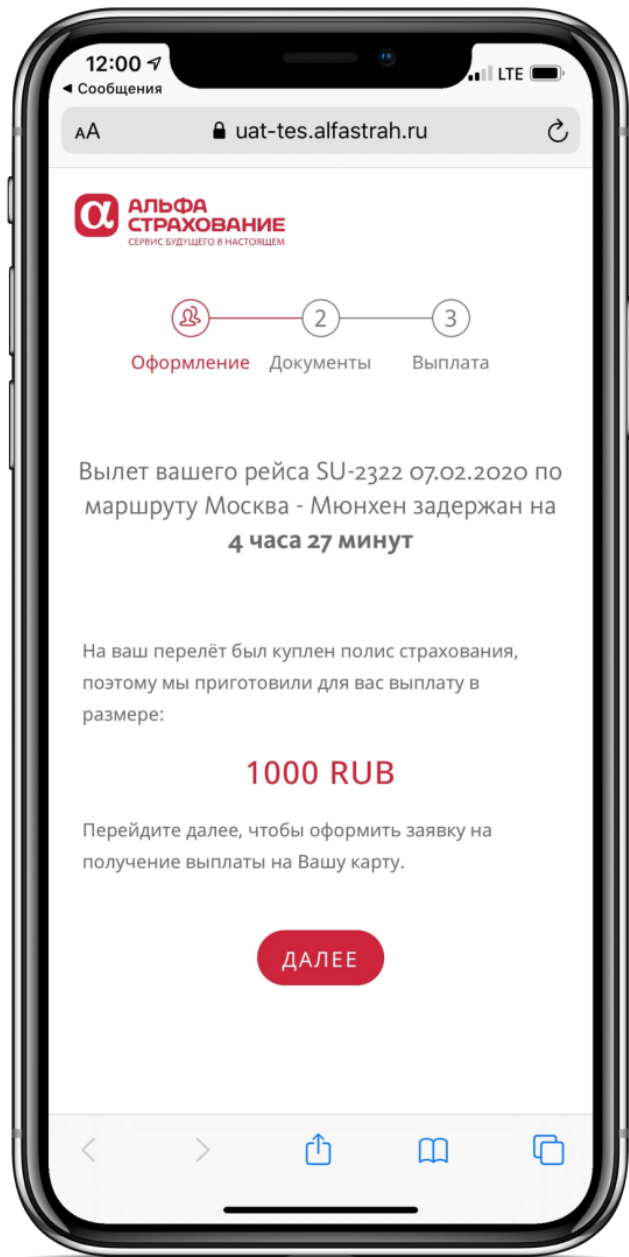 12:00
LTE
Сообщения
AA uat-tes.alfastrah.ru
α АЛЬФА
СТРАХОВАНИЕ
СЕРВИС БУДУЩЕГО В НАСТОЯЩЕМ
2 3
Оформление Документы Выплата
Вылет вашего рейса SU-2322 07.02.2020 по
маршруту Москва - Мюнхен задержан на
4 часа 27 минут
На ваш перелёт был куплен полис страхования,
поэтому мы приготовили для вас выплату в
размере:
1000 RUB
Перейдите далее, чтобы оформить заявку на
получение выплаты на Вашу карту.
ДАЛЕЕ